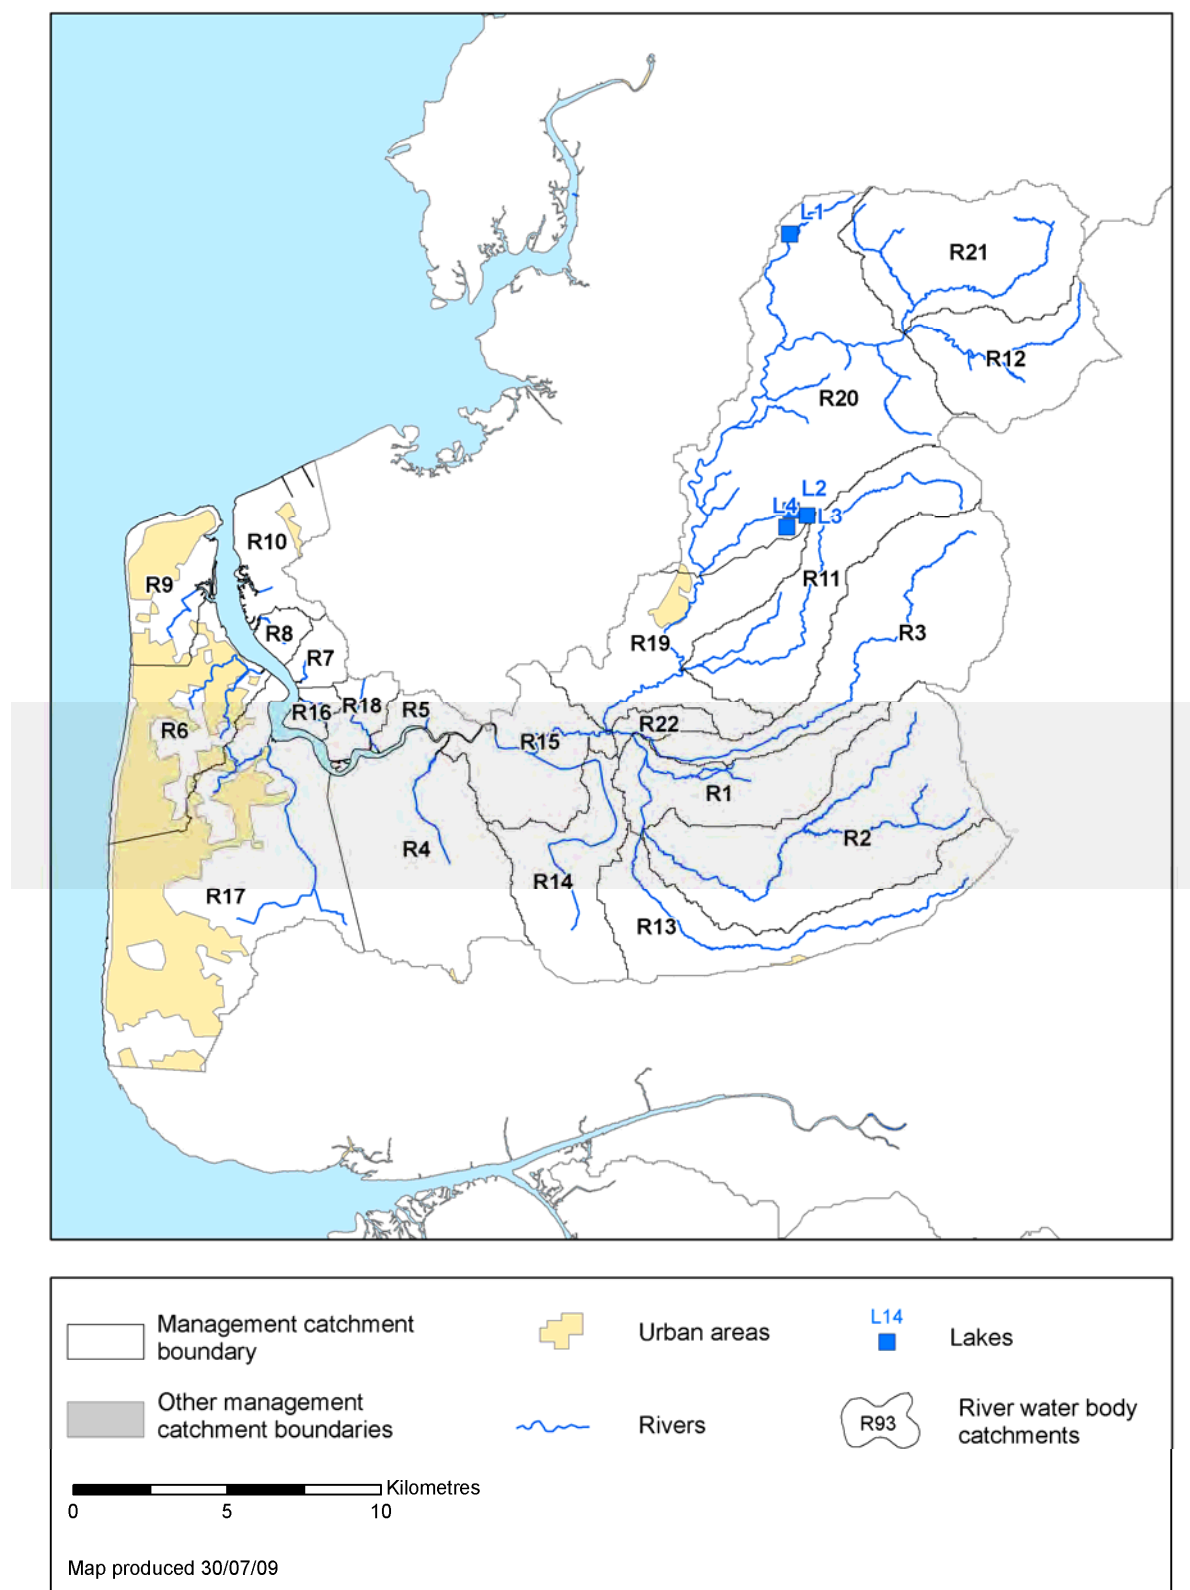 L1
R21
R12
R20
L2
L4
L3
R10
R9
R11
R8
R3
R19
R7
R18
R16
R5
R22
R6
R15
R1
R2
R4
R14
R17
R13
Management catchment
boundary
Urban areas
L14
Lakes
Other management
catchment boundaries
Rivers
R93
River water body
catchments
Kilometres
0 5 10
Map produced 30/07/09